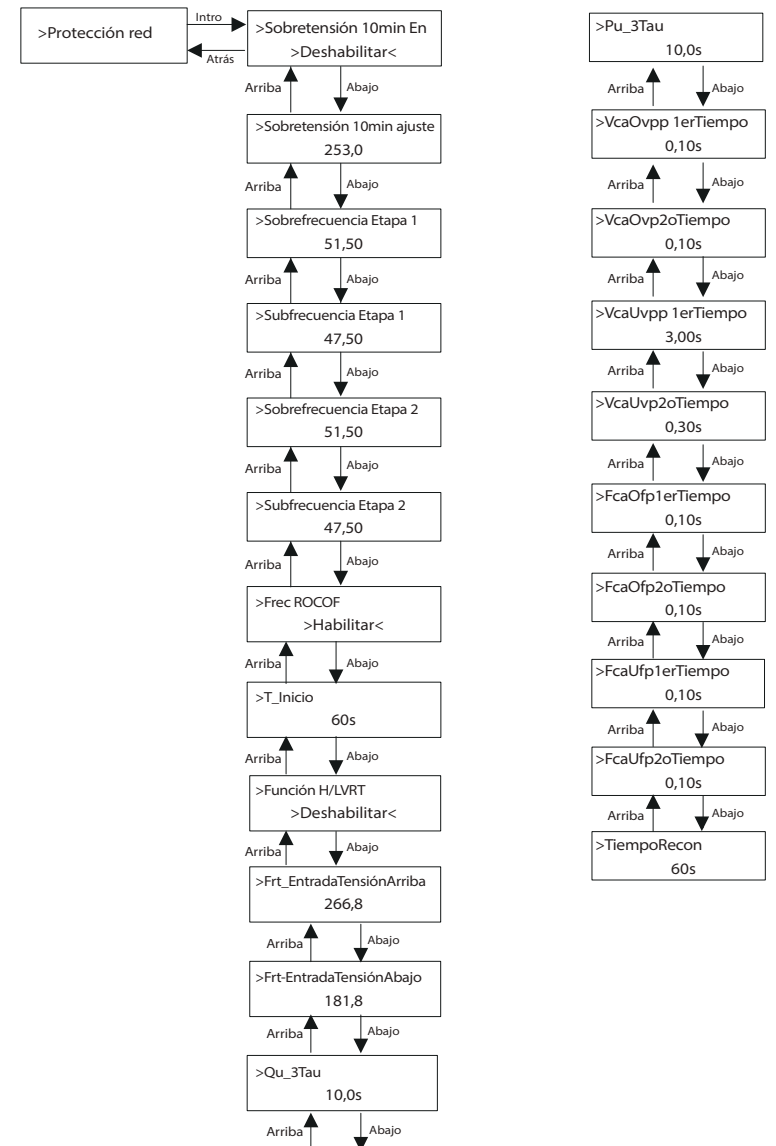 >Protección red
Intro
Atrás
>Sobretensión 10min En
>Deshabilitar<
Arriba
Abajo
>Sobretensión 10min ajuste
253,0
Arriba
Abajo
>Sobrefrecuencia Etapa 1
51,50
Arriba
Abajo
>Subfrecuencia Etapa 1
47,50
Arriba
Abajo
>Sobrefrecuencia Etapa 2
51,50
Arriba
Abajo
>Subfrecuencia Etapa 2
47,50
Arriba
Abajo
>Frec ROCOF
>Habilitar<
Arriba
Abajo
>T_Inicio
60s
Arriba
Abajo
>Función H/LVRT
>Deshabilitar<
Arriba
Abajo
>Frt_EntradaTensiónArriba
266,8
Arriba
Abajo
>Frt-EntradaTensiónAbajo
181,8
Arriba
Abajo
>Qu_3Tau
10,0s
Arriba
Abajo
>Pu_3Tau
10,0s
Arriba
Abajo
>VcaOvpp 1erTiempo
0,10s
Arriba
Abajo
>VcaOvp2oTiempo
0,10s
Arriba
Abajo
>VcaUvpp 1erTiempo
3,00s
Arriba
Abajo
>VcaUvp2oTiempo
0,30s
Arriba
Abajo
>FcaOfp1erTiempo
0,10s
Arriba
Abajo
>FcaOfp2oTiempo
0,10s
Arriba
Abajo
>FcaUfp1erTiempo
0,10s
Arriba
Abajo
>FcaUfp2oTiempo
0,10s
Arriba
Abajo
>TiempoRecon
60s